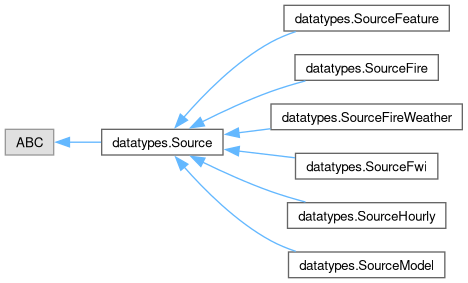 datatypes.SourceFeature
datatypes.SourceFire
datatypes.SourceFireWeather
ABC
datatypes.Source
datatypes.SourceFwi
datatypes.SourceHourly
datatypes.SourceModel